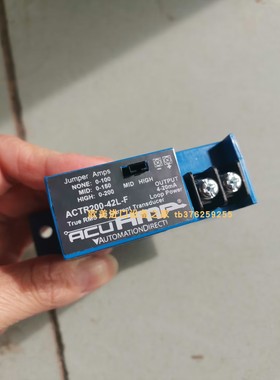 Jumper Amps
NONE: 0-100
MID: 0-150
HIGH: 0-200
MID HIGH
OUTPUT
4-20mA
Loop Power
ACTR200-42L-F
True RMS Current Transducer
ACUAMP
AUTOMATIONDIRECT
tb376259255